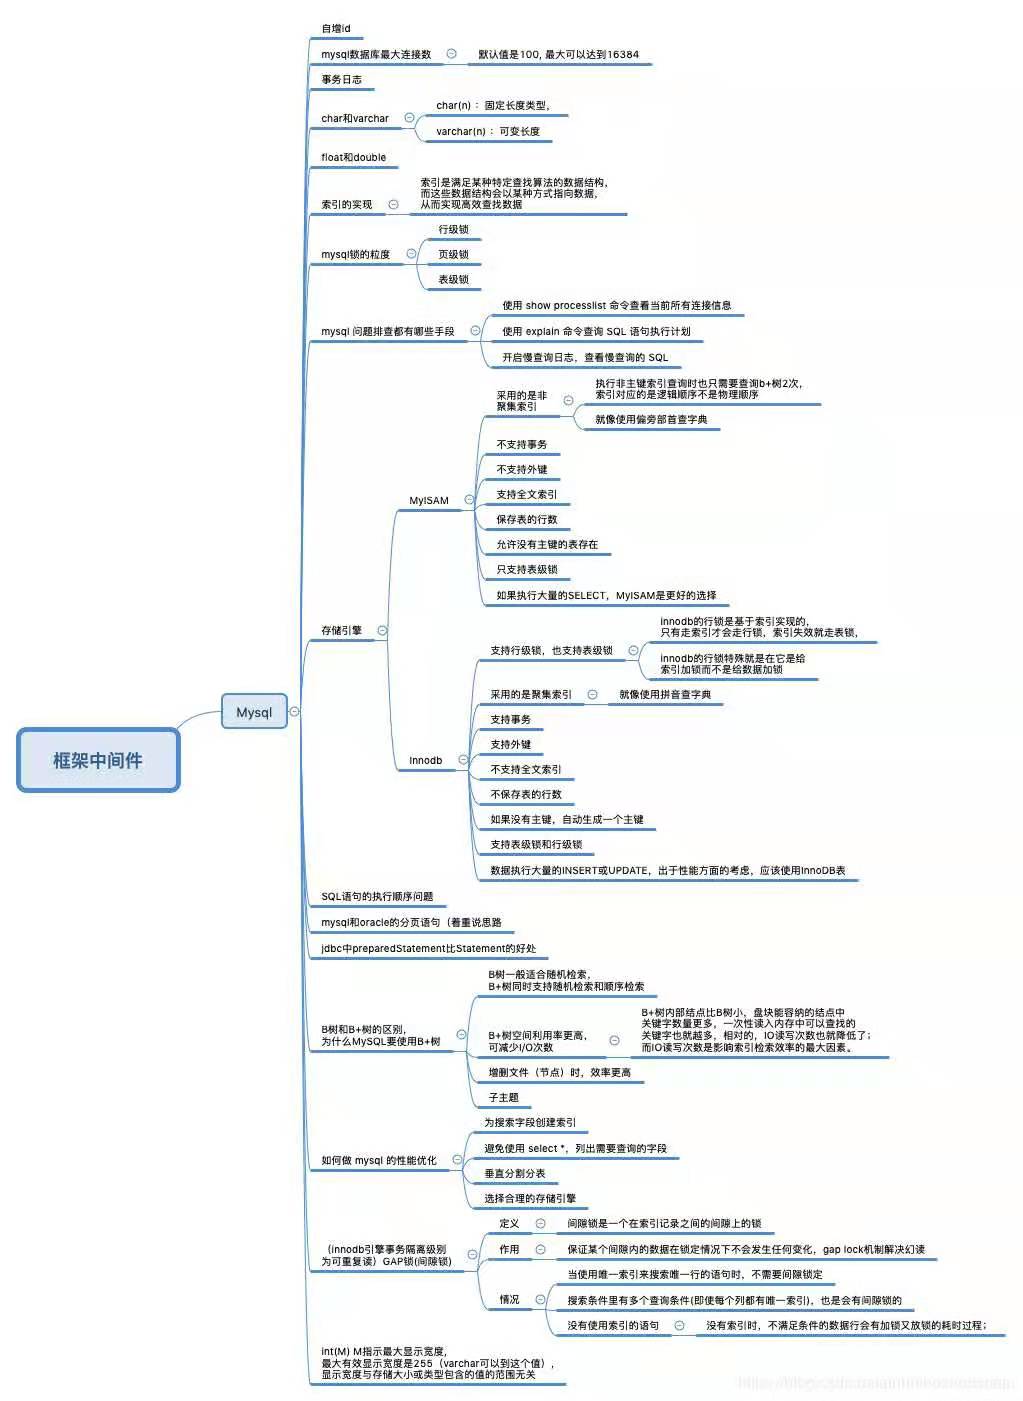 自增id
mysql数据库最大连接数
默认值是100, 最大可以达到16384
事务日志
char和varchar
char(n) ：固定长度类型，
varchar(n) ：可变长度
float和double
索引的实现
索引是满足某种特定查找算法的数据结构，
而这些数据结构会以某种方式指向数据，
从而实现高效查找数据
mysql锁的粒度
行级锁
页级锁
表级锁
mysql 问题排查都有哪些手段
使用 show processlist 命令查看当前所有连接信息
使用 explain 命令查询 SQL 语句执行计划
开启慢查询日志，查看慢查询的 SQL
存储引擎
MyISAM
采用的是非
聚集索引
执行非主键索引查询时也只需要查询b+树2次，
索引对应的是逻辑顺序不是物理顺序
就像使用偏旁部首查字典
不支持事务
不支持外键
支持全文索引
保存表的行数
允许没有主键的表存在
只支持表级锁
如果执行大量的SELECT，MyISAM是更好的选择
Innodb
支持行级锁，也支持表级锁
innodb的行锁是基于索引实现的，
只有走索引才会走行锁，索引失效就走表锁，
innodb的行锁特殊就是在它是给
索引加锁而不是给数据加锁
采用的是聚集索引
就像使用拼音查字典
支持事务
支持外键
不支持全文索引
不保存表的行数
如果没有主键，自动生成一个主键
支持表级锁和行级锁
数据执行大量的INSERT或UPDATE，出于性能方面的考虑，应该使用InnoDB表
Mysql
框架中间件
SQL语句的执行顺序问题
mysql和oracle的分页语句（着重说思路
jdbc中preparedStatement比Statement的好处
B树和B+树的区别，
为什么MySQL要使用B+树
B树一般适合随机检索，
B+树同时支持随机检索和顺序检索
B+树空间利用率更高，
可减少I/O次数
B+树内部结点比B树小，盘块能容纳的结点中
关键字数量更多，一次性读入内存中可以查找的
关键字也就越多，相对的，IO读写次数也就降低了；
而IO读写次数是影响索引检索效率的最大因素。
增删文件（节点）时，效率更高
子主题
如何做 mysql 的性能优化
为搜索字段创建索引
避免使用 select *，列出需要查询的字段
垂直分割分表
选择合理的存储引擎
（innodb引擎事务隔离级别
为可重复读）GAP锁(间隙锁)
定义
间隙锁是一个在索引记录之间的间隙上的锁
作用
保证某个间隙内的数据在锁定情况下不会发生任何变化，gap lock机制解决幻读
情况
当使用唯一索引来搜索唯一行的语句时，不需要间隙锁定
搜索条件里有多个查询条件(即使每个列都有唯一索引)，也是会有间隙锁的
没有使用索引的语句
没有索引时，不满足条件的数据行会有加锁又放锁的耗时过程；
int(M) M指示最大显示宽度，
最大有效显示宽度是255（varchar可以到这个值），
显示宽度与存储大小或类型包含的值的范围无关